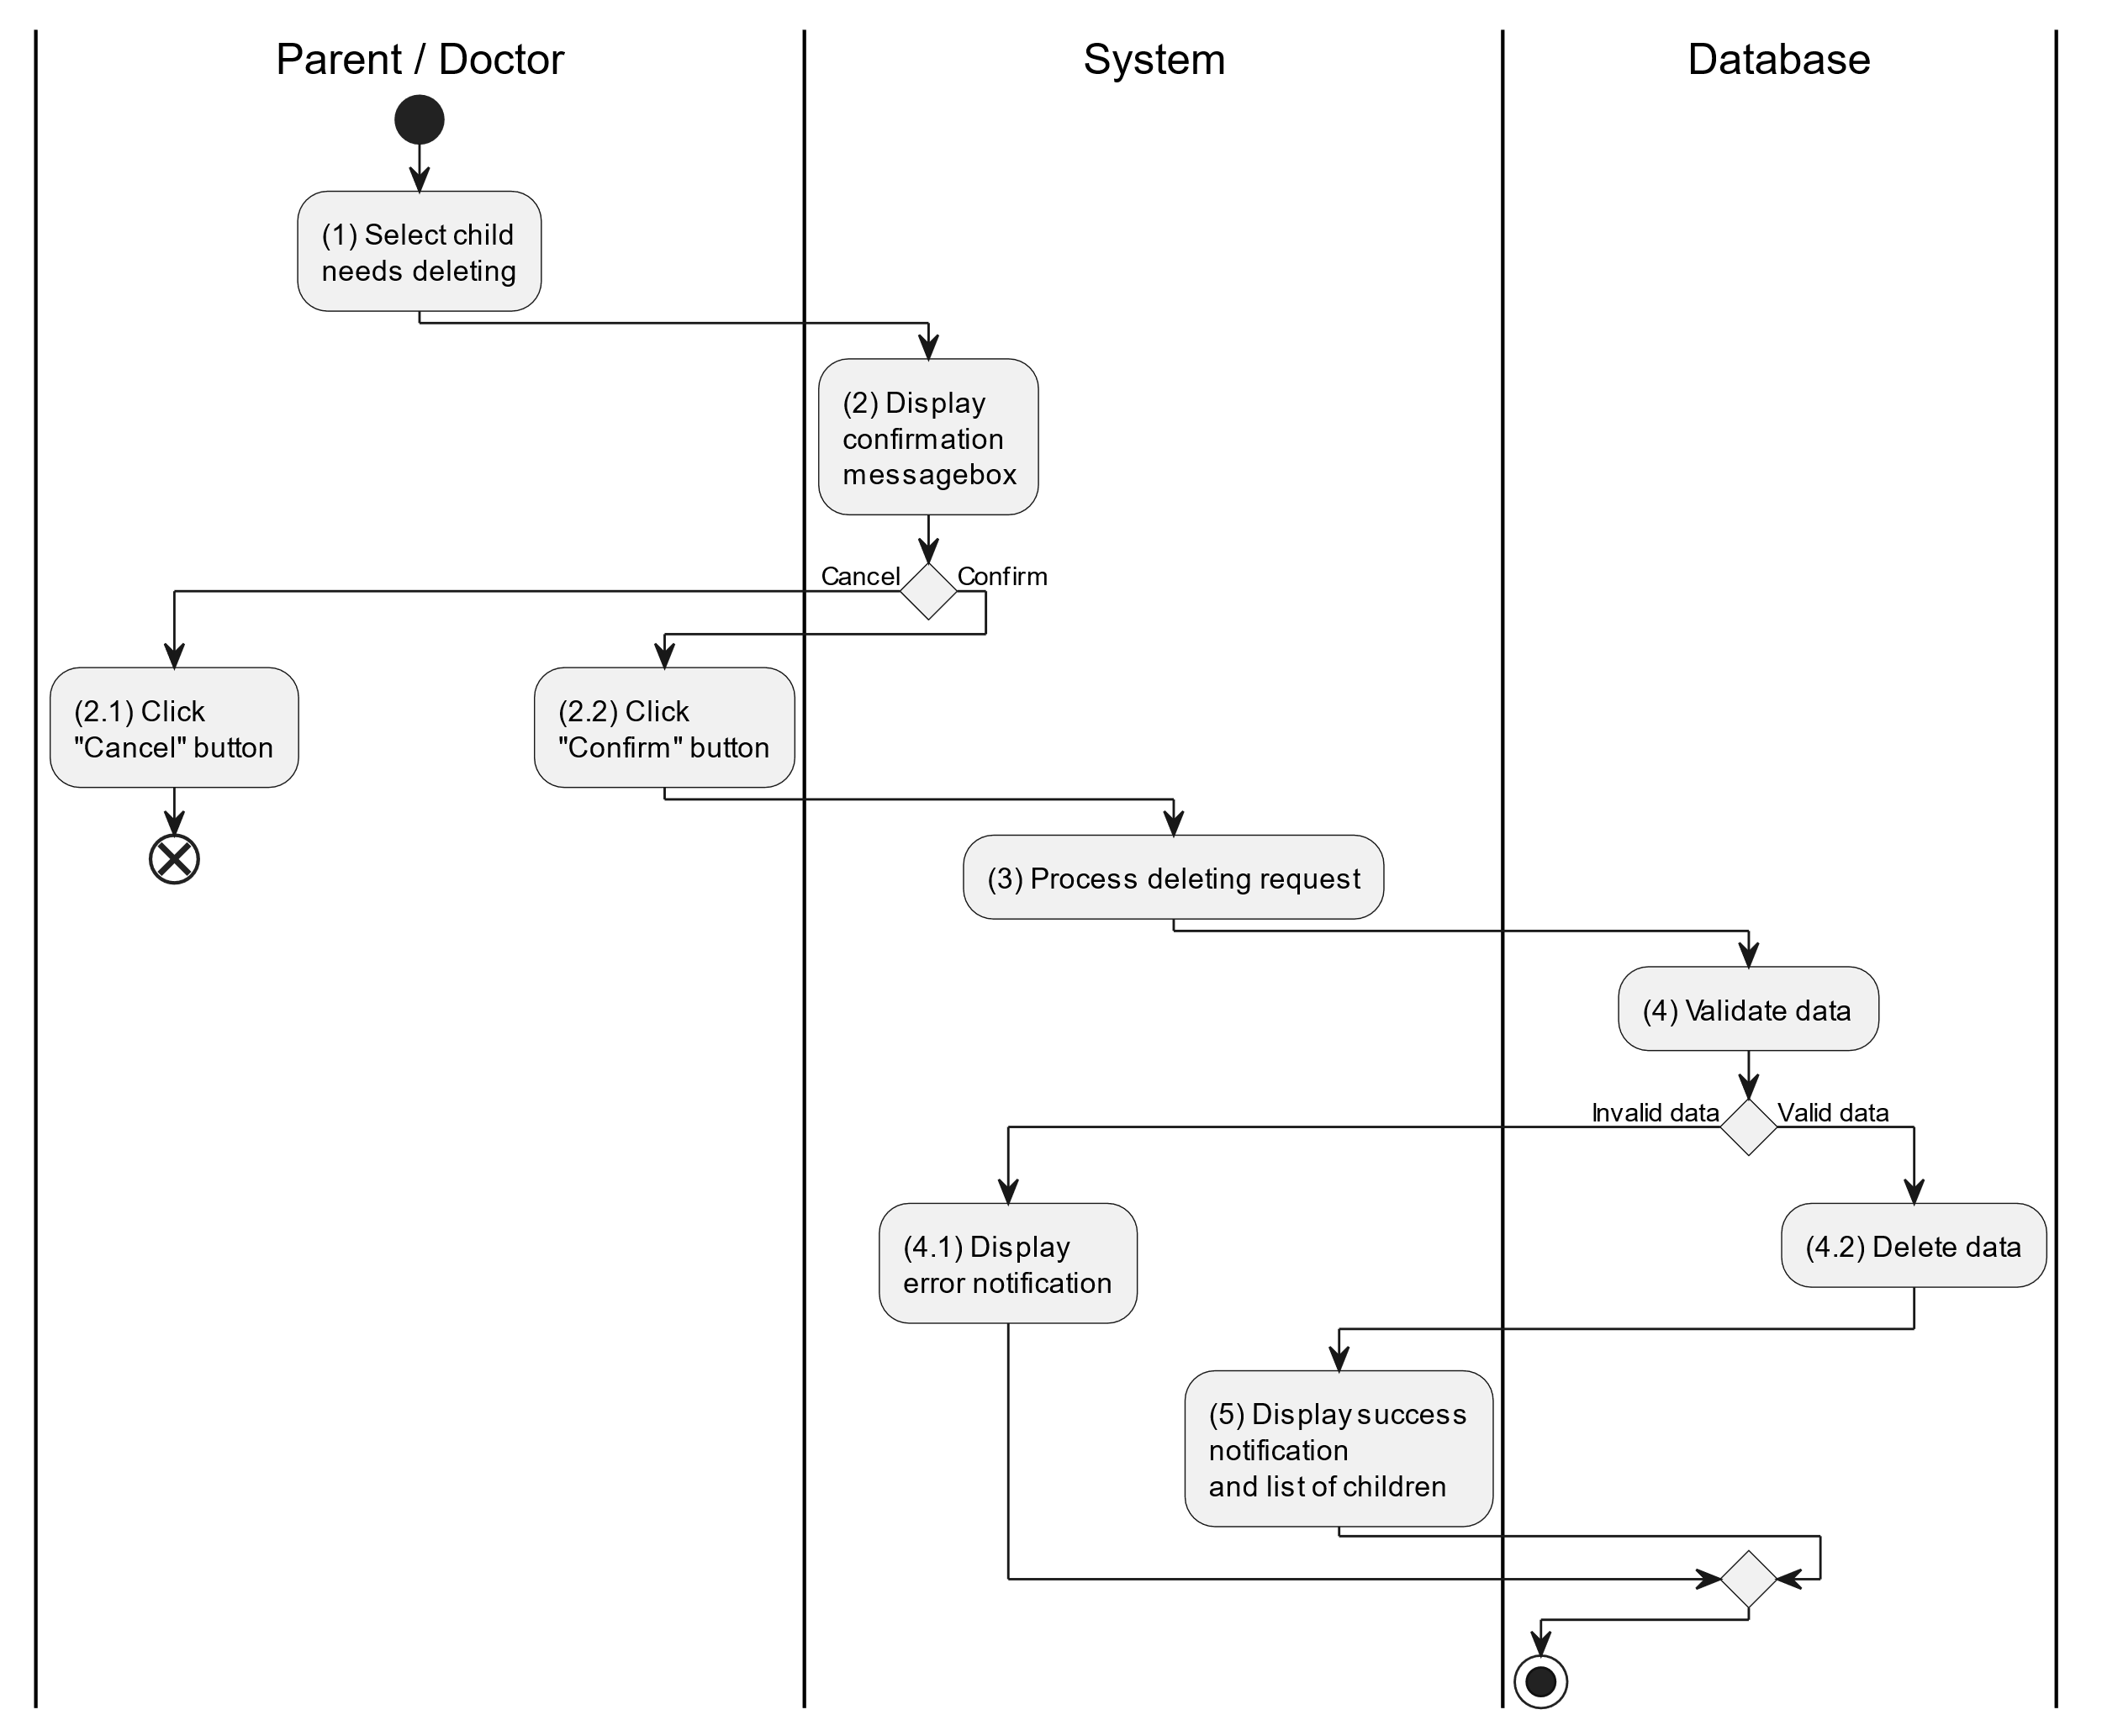 Parent / Doctor
System
Database
(1) Select child
needs deleting
(2) Display
confirmation
messagebox
Cancel
Confirm
(2.1) Click
"Cancel" button
(2.2) Click
"Confirm" button
(3) Process deleting request
(4) Validate data
Invalid data
Valid data
(4.1) Display
error notification
(4.2) Delete data
(5) Display success
notification
and list of children